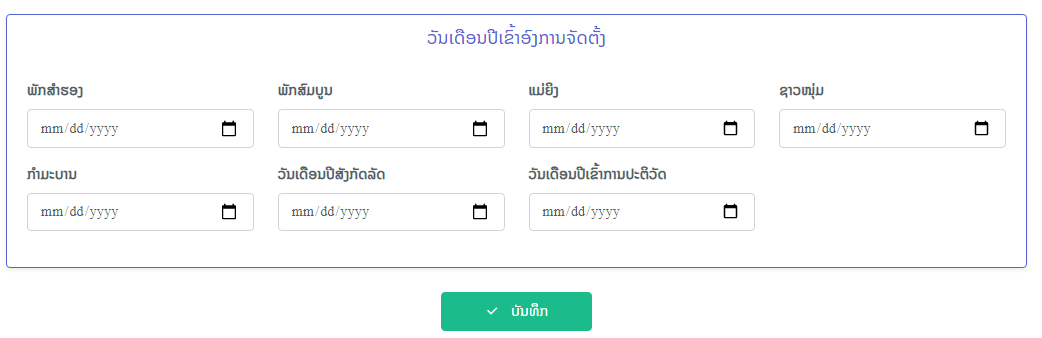 ວັນເດືອນປີເຂົ້າອົງການຈັດຕັ້ງ
ພັກສຳຮອງ ພັກສົມບູນ ແມ່ຍິງ ຊາວໜຸ່ມ
mm/dd/yyyy mm/dd/yyyy mm/dd/yyyy mm/dd/yyyy
ກຳມະບານ ວັນເດືອນປີສັງກັດລັດ ວັນເດືອນປີເຂົ້າການປະຕິວັດ
mm/dd/yyyy mm/dd/yyyy mm/dd/yyyy
ບັນທຶກ